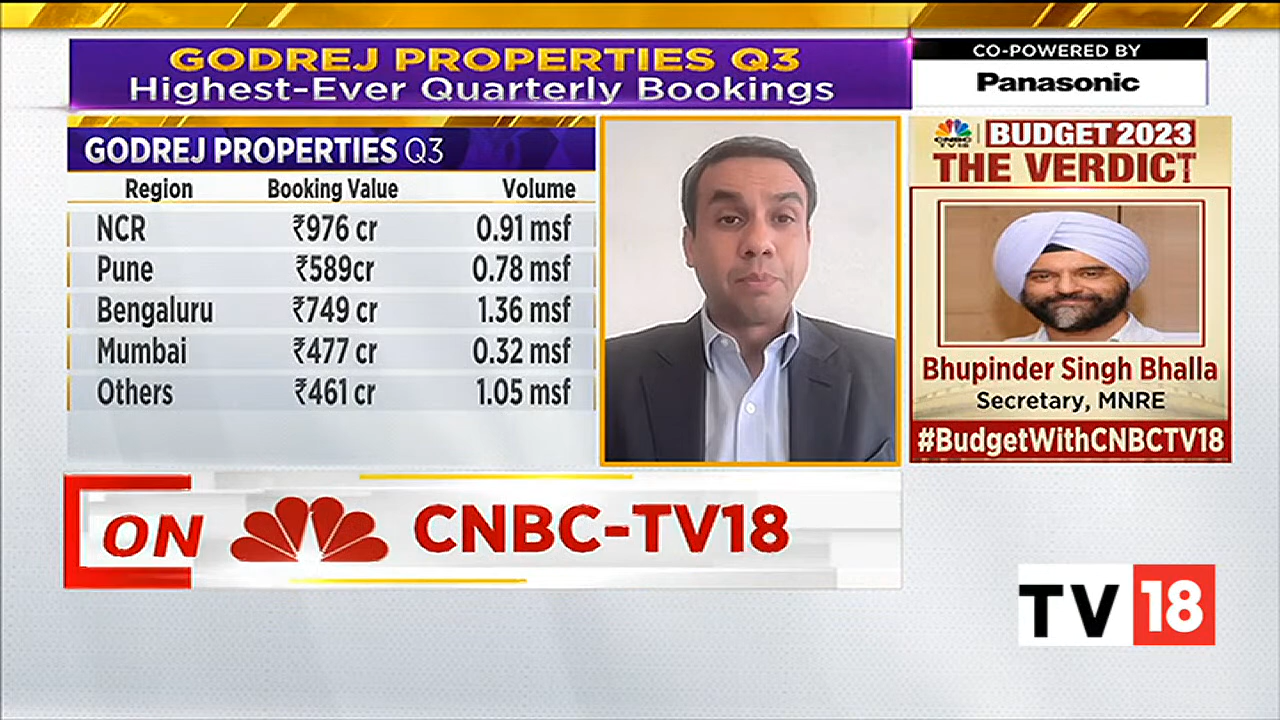 GODREJ PROPERTIES Q3
Highest-Ever Quarterly Bookings
CO-POWERED BY
Panasonic
GODREJ PROPERTIES Q3
Region Booking Value Volume
NCR ₹976 cr 0.91 msf
Pune ₹589cr 0.78 msf
Bengaluru ₹749 cr 1.36 msf
Mumbai ₹477 cr 0.32 msf
Others ₹461 cr 1.05 msf
CNBC
TV18
BUDGET 2023
THE VERDICT
Bhupinder Singh Bhalla
Secretary, MNRE
#BudgetWithCNBCTV18
ON CNBC-TV18
TV18